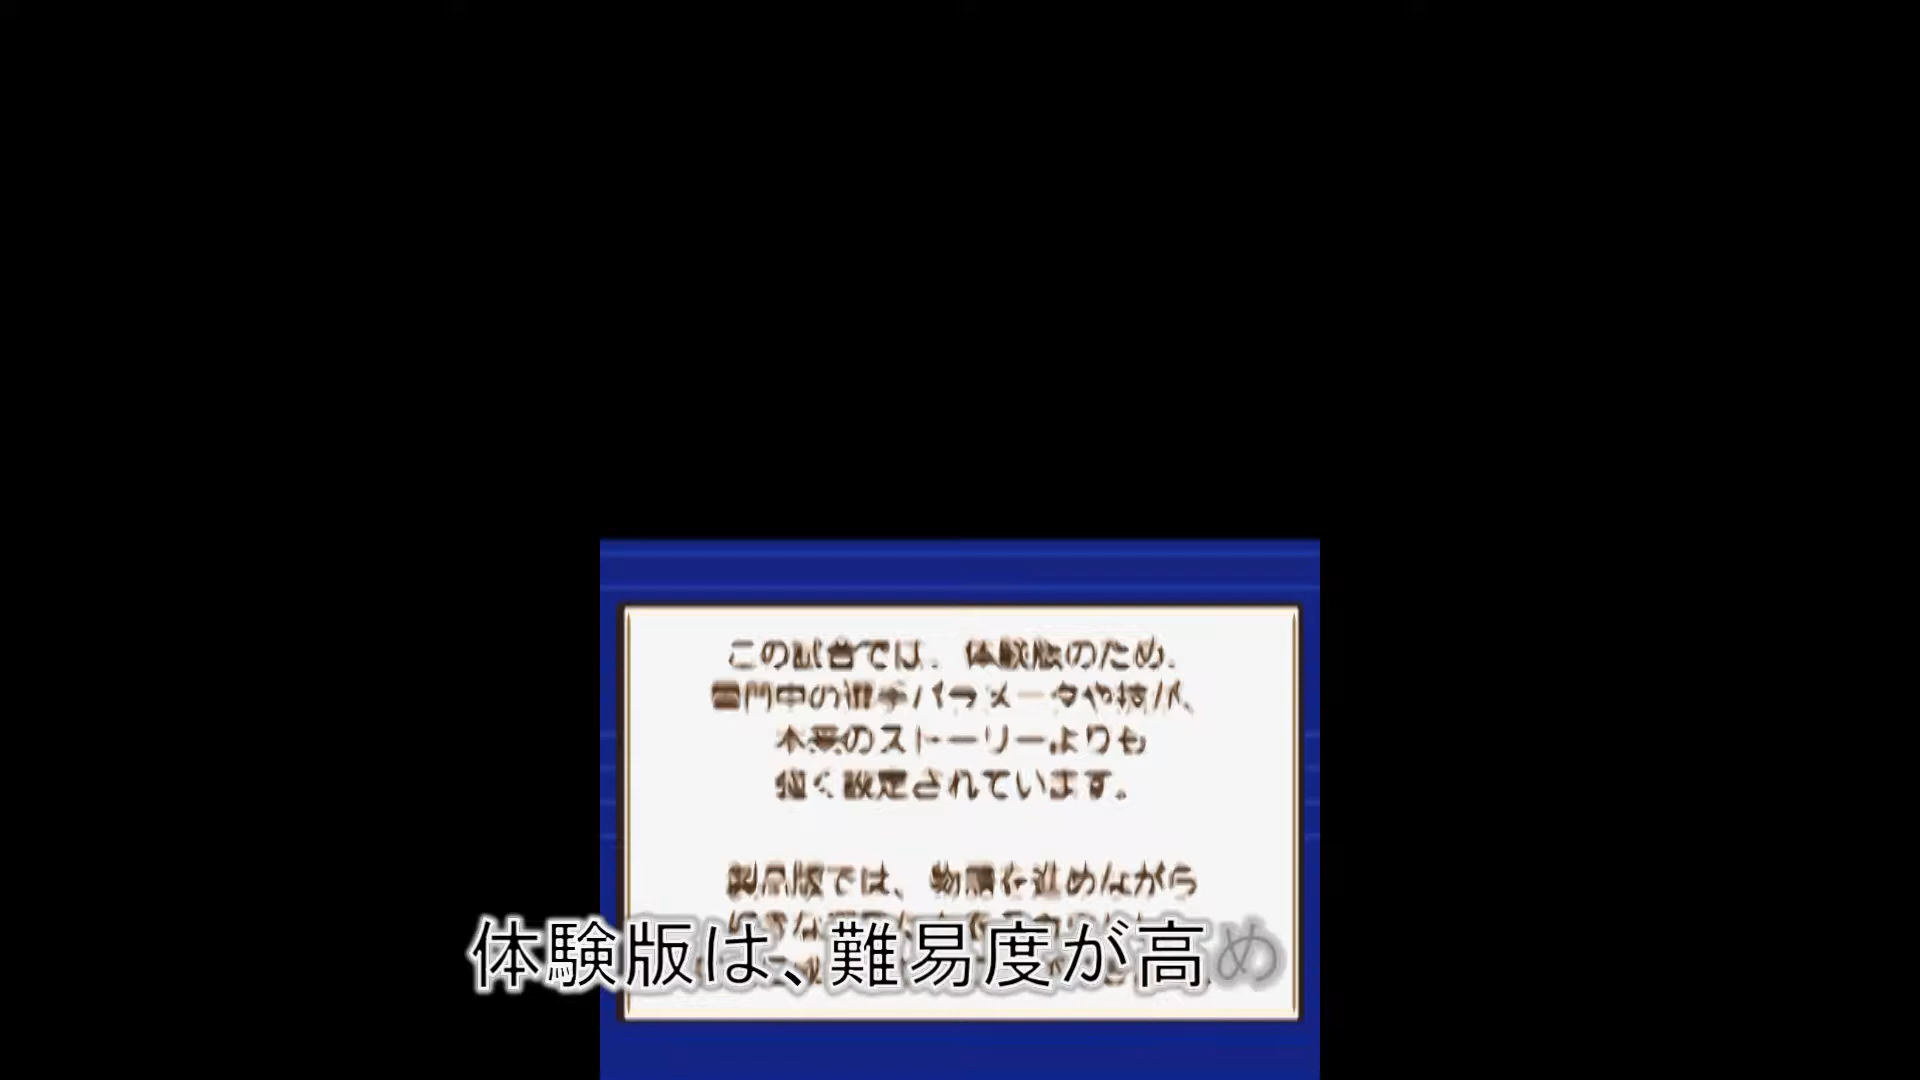 この試合では、体験版のため、
雷門中の選手パラメータや技が、
本来のストーリーよりも
強く設定されています。
製品版では、物語を進めながら
体験版は、難易度が高め